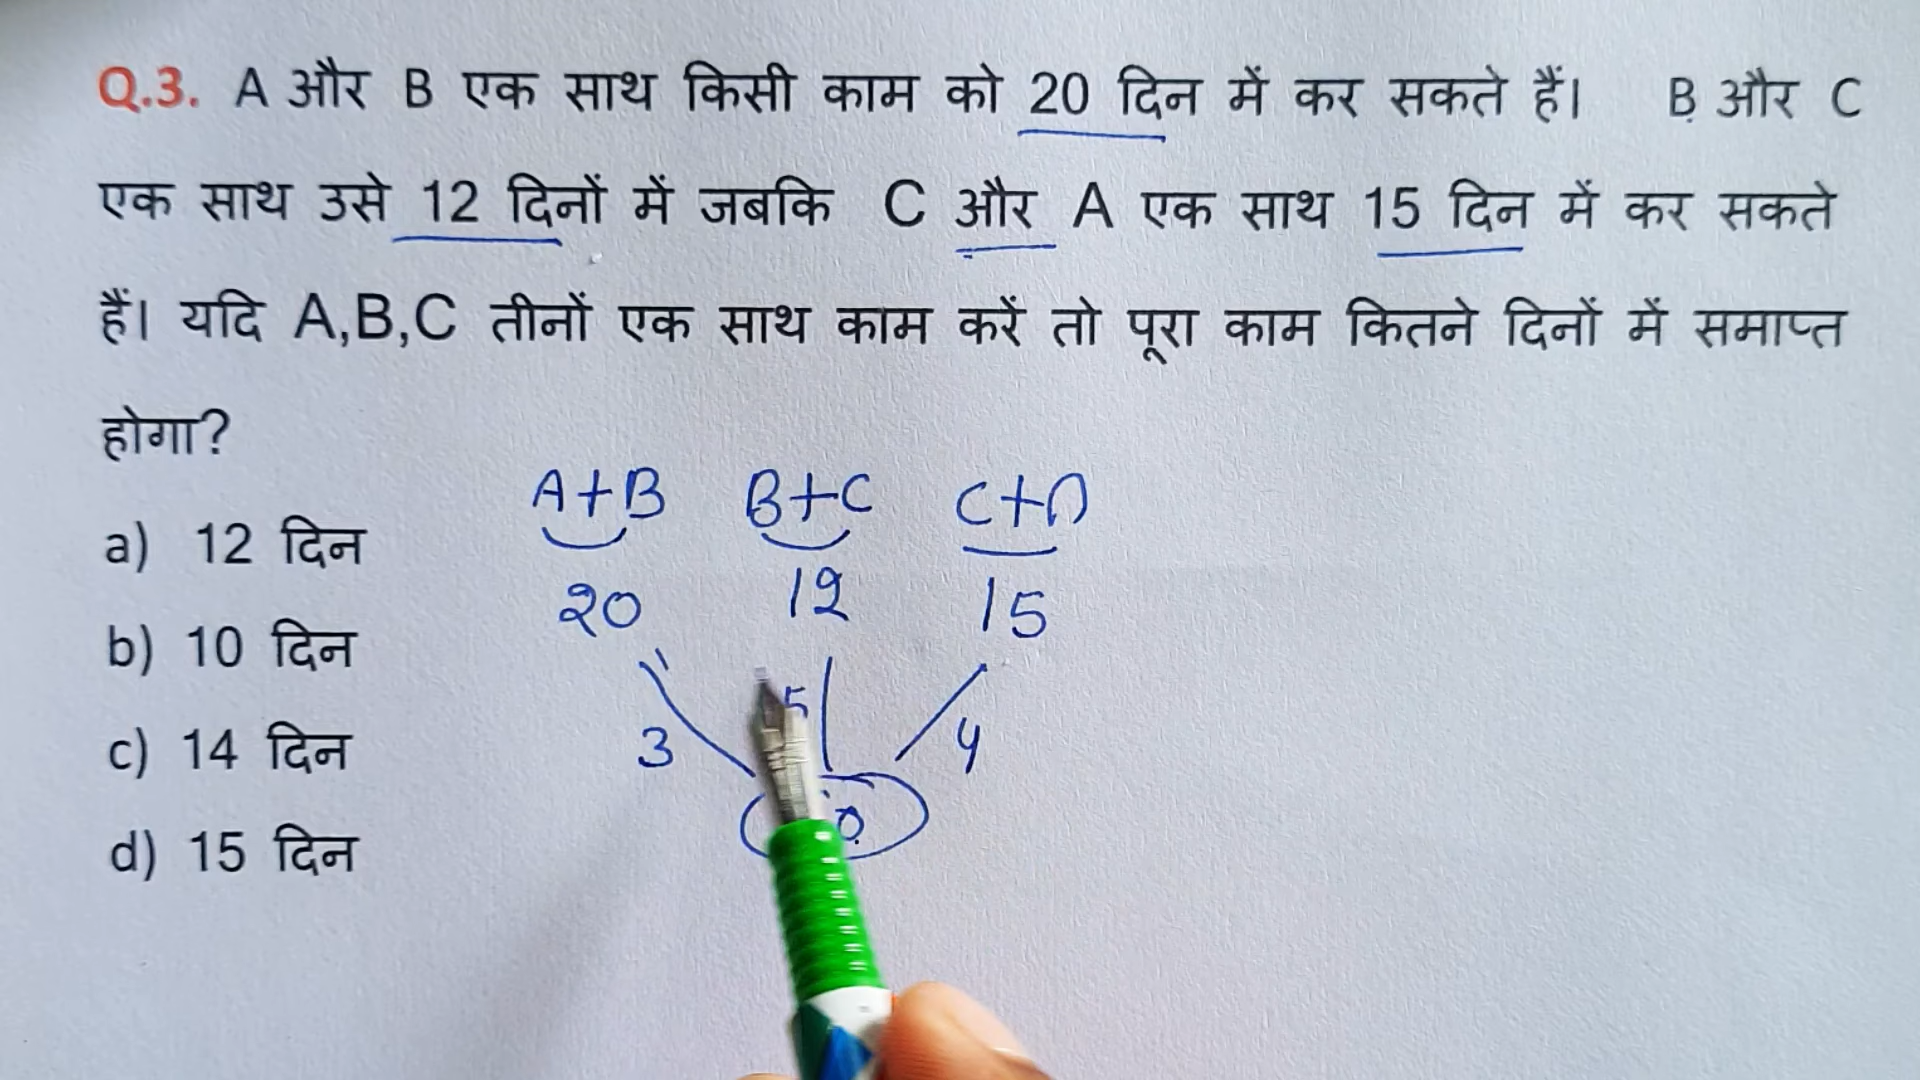 Q.3. A और B एक साथ किसी काम को 20 दिन में कर सकते हैं। B और C
एक साथ उसे 12 दिनों में जबकि C और A एक साथ 15 दिन में कर सकते
हैं। यदि A,B,C तीनों एक साथ काम करें तो पूरा काम कितने दिनों में समाप्त
होगा?
A+B B+C C+A
a) 12 दिन
20 12 15
b) 10 दिन
5
c) 14 दिन
3 4
d) 15 दिन